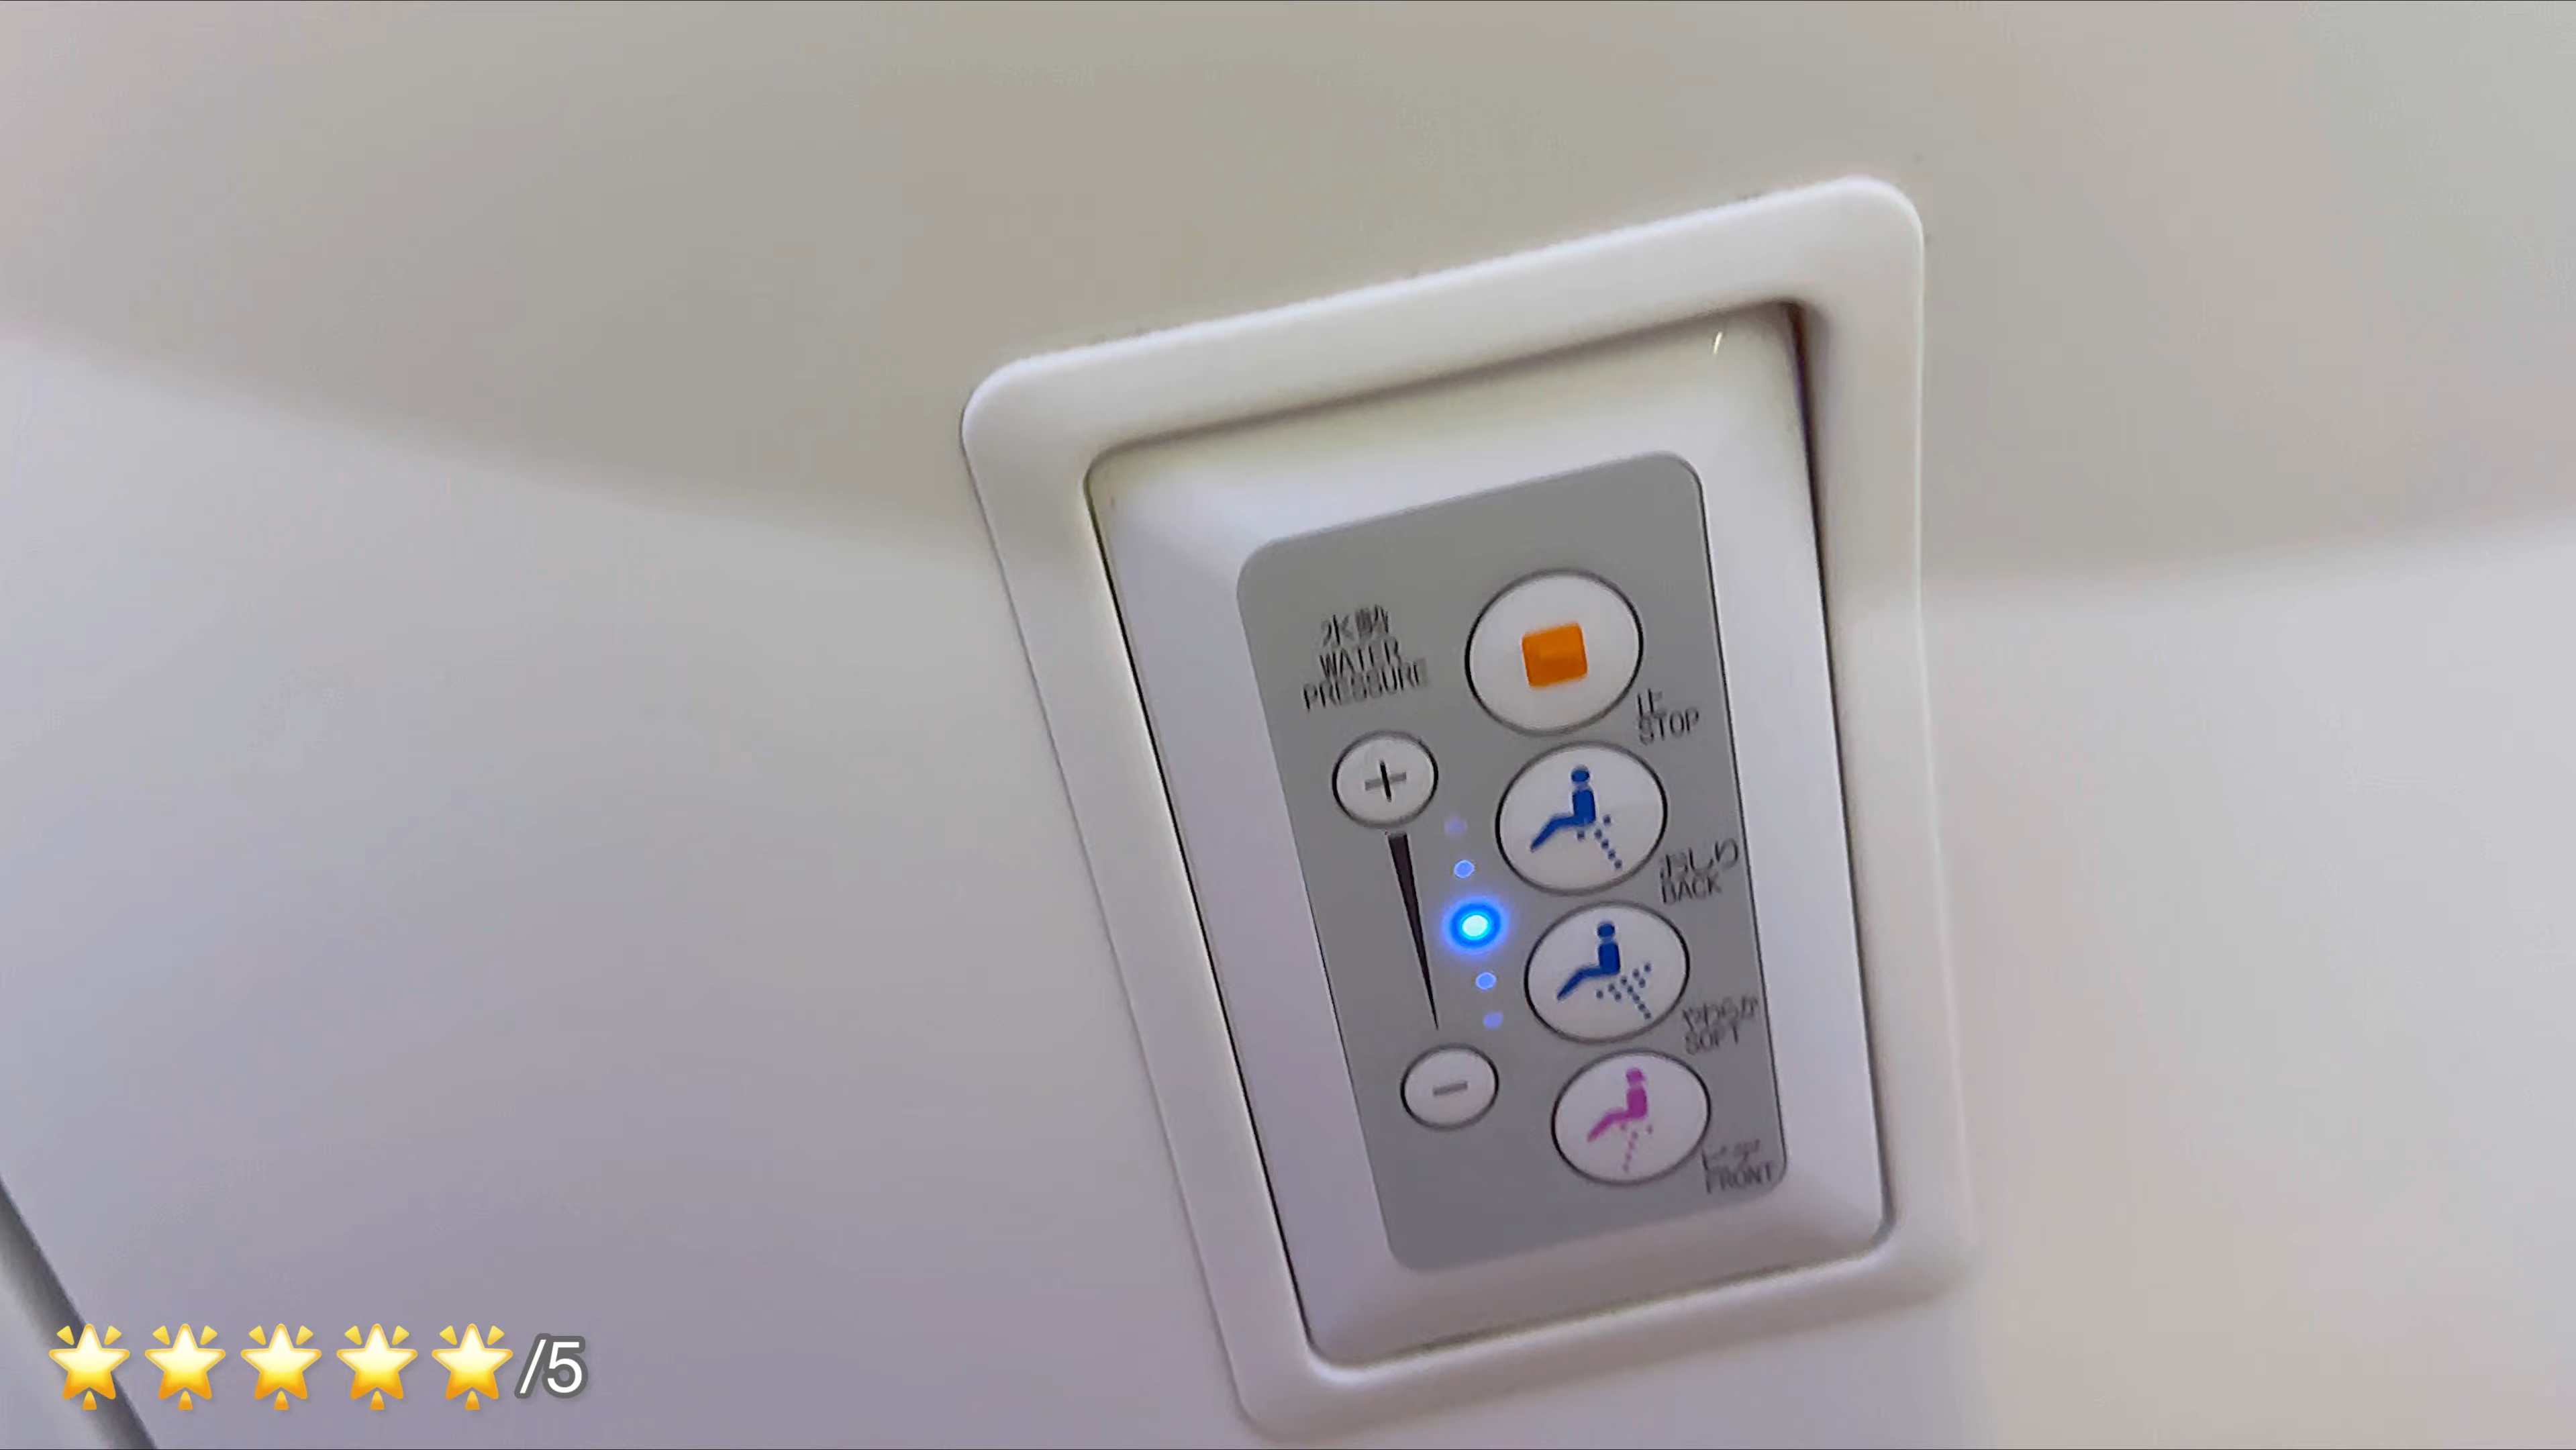 水勢
WATER
PRESSURE
+
止
STOP
おしり
BACK
やわらか
SOFT
−
ビデ
FRONT
/5